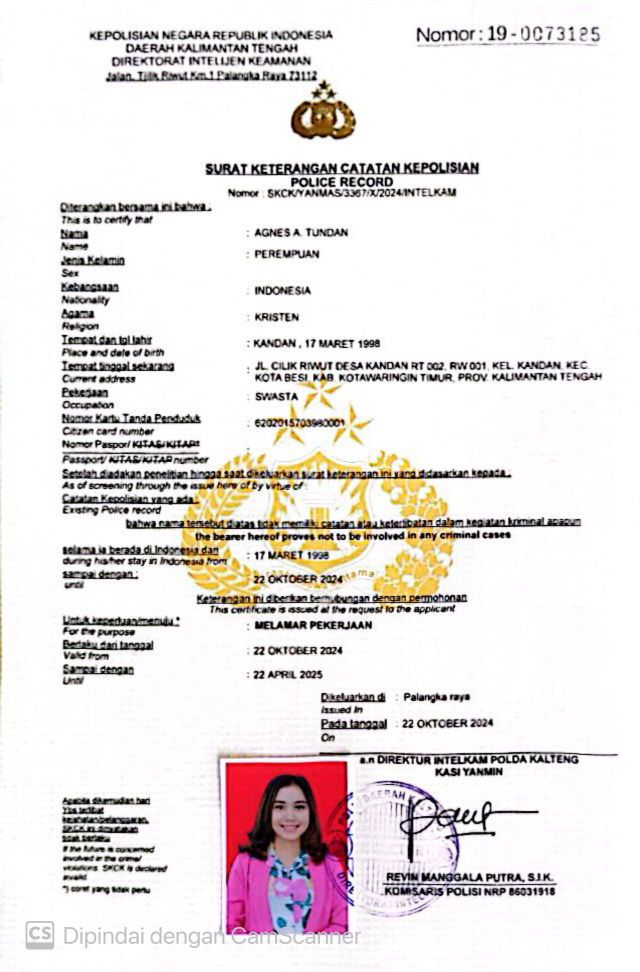 KEPOLISIAN NEGARA REPUBLIK INDONESIA
DAERAH KALIMANTAN TENGAH
DIREKTORAT INTELIJEN KEAMANAN
Jalan. Tjilik Riwut Km.1 Palangka Raya 73112
Nomor : 19 - 0073185
SURAT KETERANGAN CATATAN KEPOLISIAN
POLICE RECORD
Nomor : SKCK/YANMAS/3367/X/2024/INTELKAM
Diterangkan bersama ini bahwa :
This is to certify that
Nama : AGNES A. TUNDAN
Name
Jenis Kelamin : PEREMPUAN
Sex
Kebangsaan : INDONESIA
Nationality
Agama : KRISTEN
Religion
Tempat dan tgl lahir : KANDAN , 17 MARET 1998
Place and date of birth
Tempat tinggal sekarang : JL. CILIK RIWUT DESA KANDAN RT 002, RW 001, KEL. KANDAN, KEC.
Current address KOTA BESI, KAB. KOTAWARINGIN TIMUR, PROV. KALIMANTAN TENGAH
Pekerjaan : SWASTA
Occupation
Nomor Kartu Tanda Penduduk : 6202015703980001
Citizen card number
Nomor Paspor/ KITAS/KITAP* :
Passport/ KITAS/KITAP number
Setelah diadakan penelitian hingga saat dikeluarkan surat keterangan ini yang didasarkan kepada :
As of screening through the issue here of by virtue of :
Catatan Kepolisian yang ada :
Existing Police record
bahwa nama tersebut diatas tidak memiliki catatan atau keterlibatan dalam kegiatan kriminal apapun
the bearer hereof proves not to be involved in any criminal cases
selama ia berada di Indonesia dari : 17 MARET 1998
during his/her stay in Indonesia from
sampai dengan : : 22 OKTOBER 2024
until
Keterangan ini diberikan berhubungan dengan permohonan
This certificate is issued at the request to the applicant
Untuk keperluan/menuju * : MELAMAR PEKERJAAN
For the purpose
Berlaku dari tanggal : 22 OKTOBER 2024
Valid from
Sampai dengan : 22 APRIL 2025
Until
Dikeluarkan di : Palangka raya
Issued In
Pada tanggal : 22 OKTOBER 2024
On
a.n DIREKTUR INTELKAM POLDA KALTENG
KASI YANMIN
Apabila dikemudian hari
Ybs terlibat
kejahatan/pelanggaran,
SKCK ini dinyatakan
tidak berlaku
If the future is concerned
involved in the crime/
violations. SKCK is declared
invalid.
*) coret yang tidak perlu
REVIN MANGGALA PUTRA, S.I.K.
KOMISARIS POLISI NRP 86031918
CS Dipindai dengan CamScanner